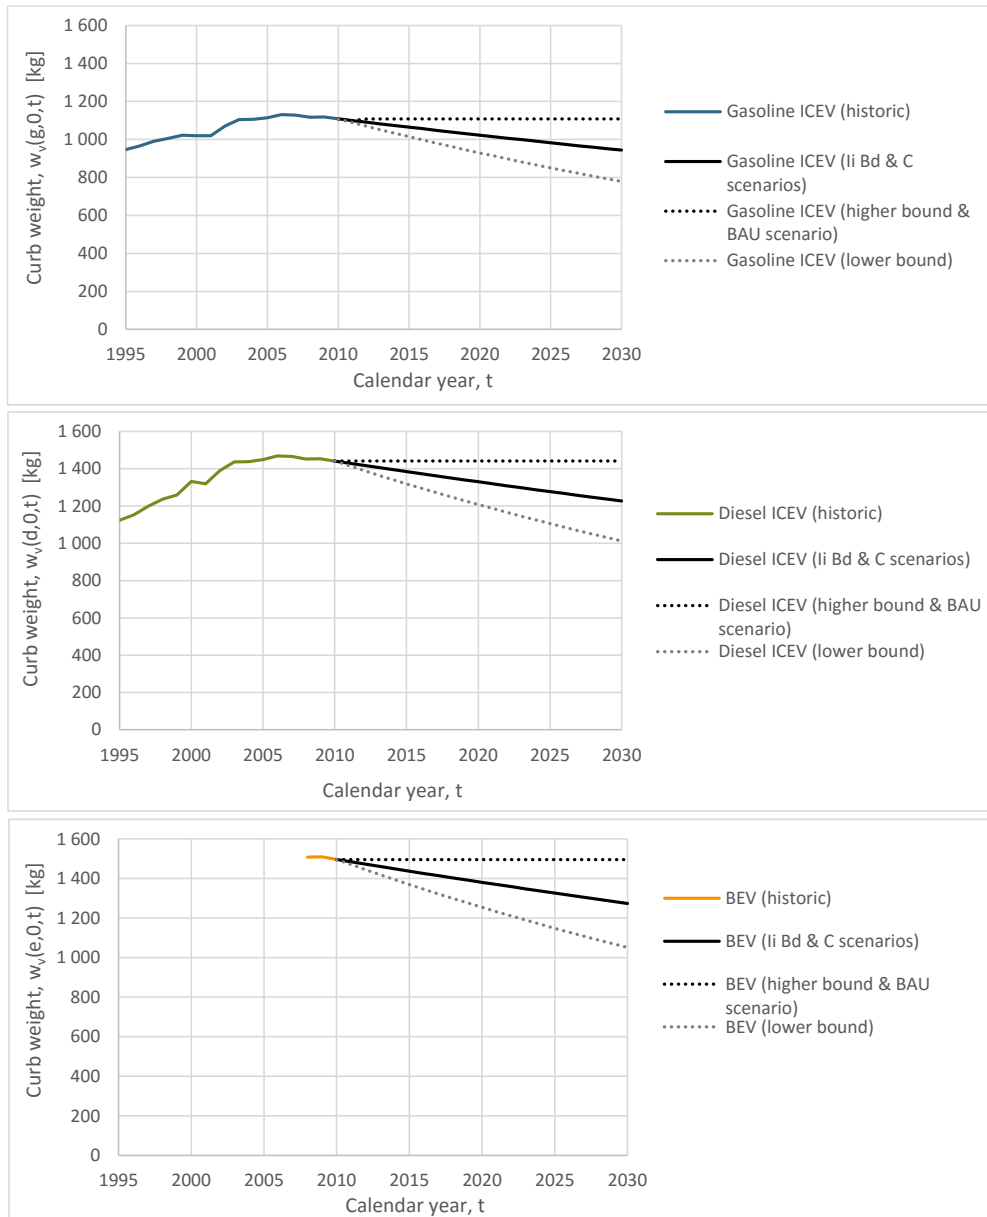 1 600
1 400
1 200
1 000
800
600
400
200
0
Curb weight, wv(g,0,t) [kg]
1995 2000 2005 2010 2015 2020 2025 2030
Calendar year, t
Gasoline ICEV (historic)
Gasoline ICEV (Ii Bd & C
scenarios)
Gasoline ICEV (higher bound &
BAU scenario)
Gasoline ICEV (lower bound)
1 600
1 400
1 200
1 000
800
600
400
200
0
Curb weight, wv(d,0,t) [kg]
1995 2000 2005 2010 2015 2020 2025 2030
Calendar year, t
Diesel ICEV (historic)
Diesel ICEV (Ii Bd & C scenarios)
Diesel ICEV (higher bound & BAU
scenario)
Diesel ICEV (lower bound)
1 600
1 400
1 200
1 000
800
600
400
200
0
Curb weight, wv(e,0,t) [kg]
1995 2000 2005 2010 2015 2020 2025 2030
Calendar year, t
BEV (historic)
BEV (Ii Bd & C scenarios)
BEV (higher bound & BAU
scenario)
BEV (lower bound)